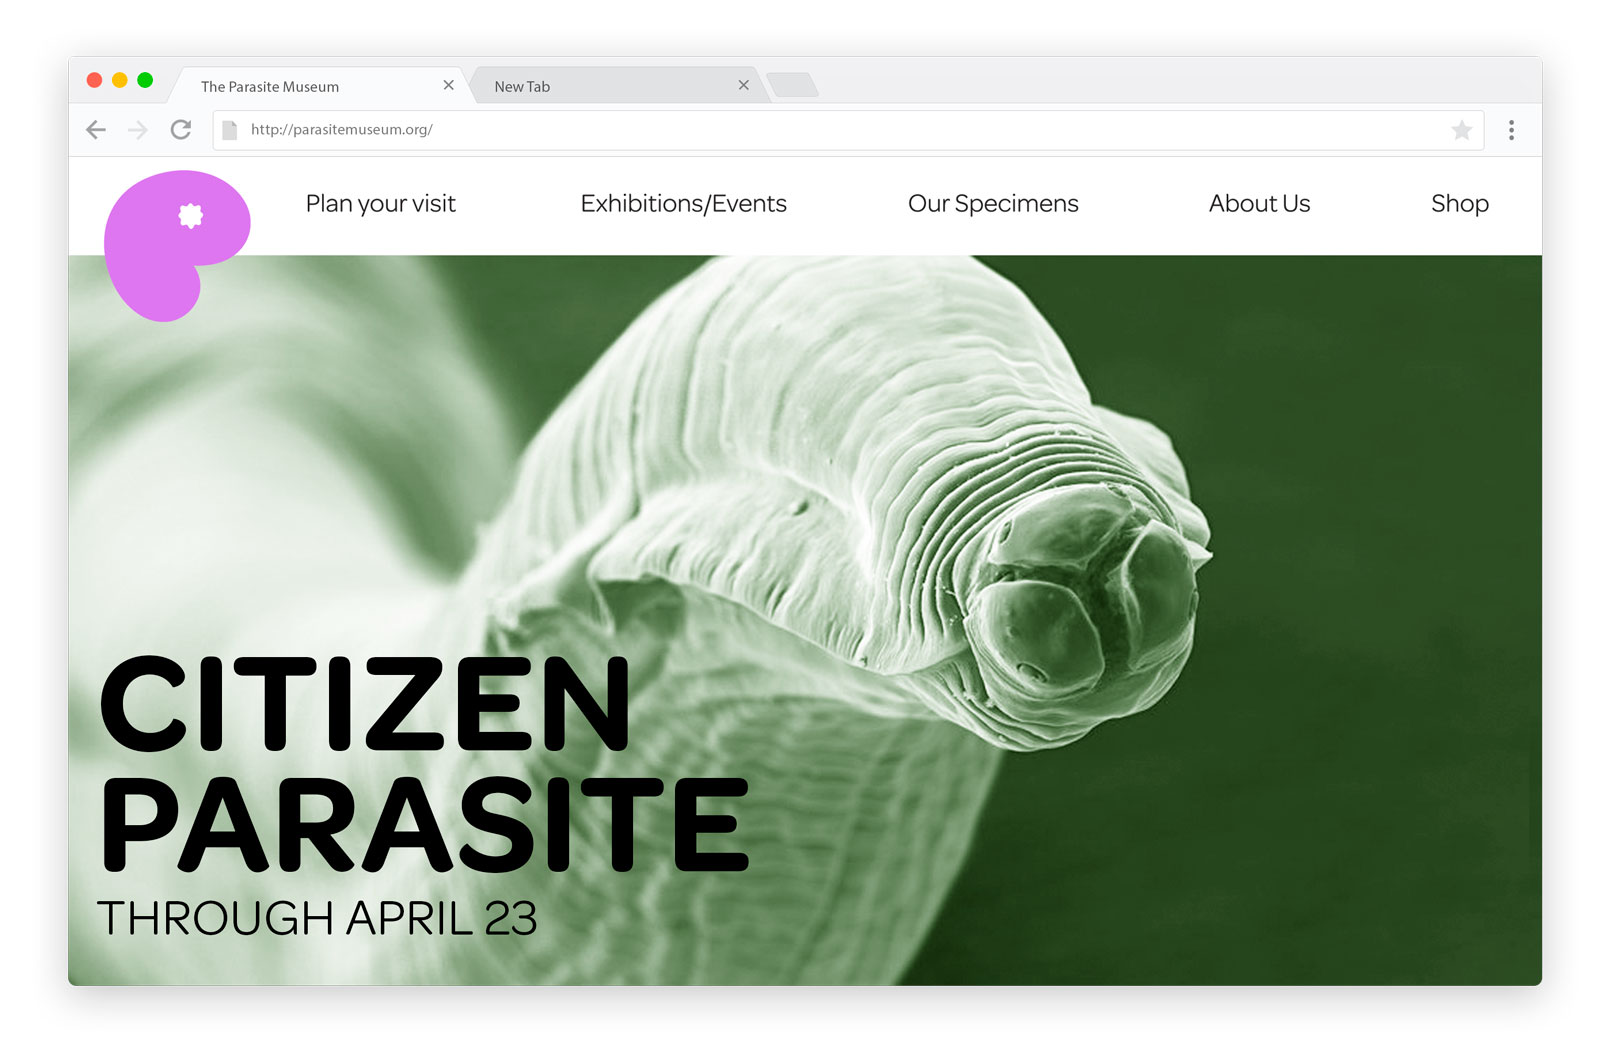 The Parasite Museum
New Tab
http://parasitemuseum.org/
Plan your visit
Exhibitions/Events
Our Specimens
About Us
Shop
CITIZEN
PARASITE
THROUGH APRIL 23